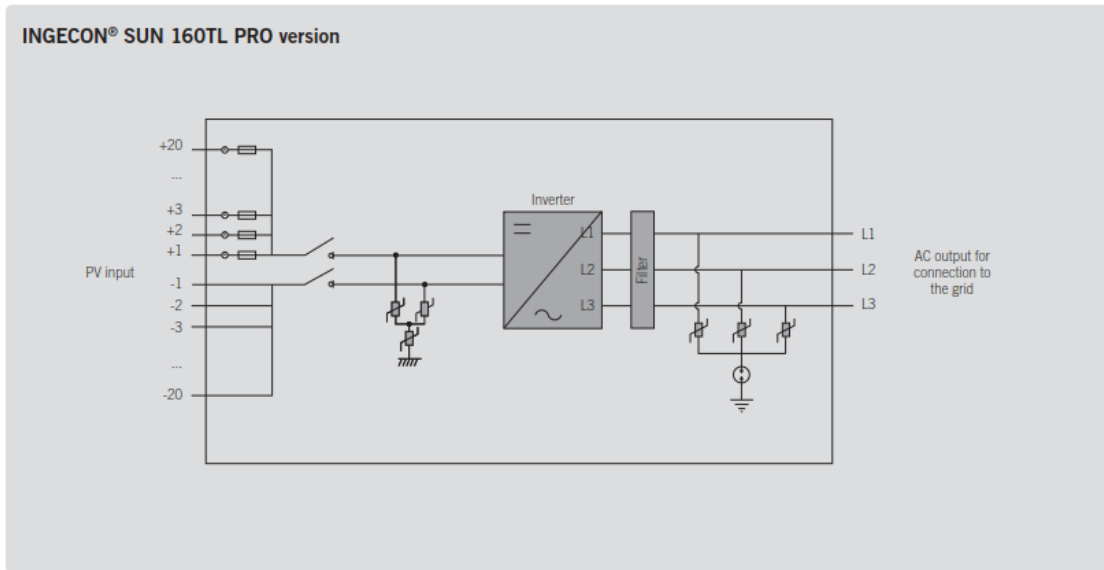 INGECON® SUN 160TL PRO version
+20
...
+3
+2
+1
PV input
-1
-2
-3
...
-20
Inverter
L1
L2
L3
Filter
L1
L2
L3
AC output for
connection to
the grid